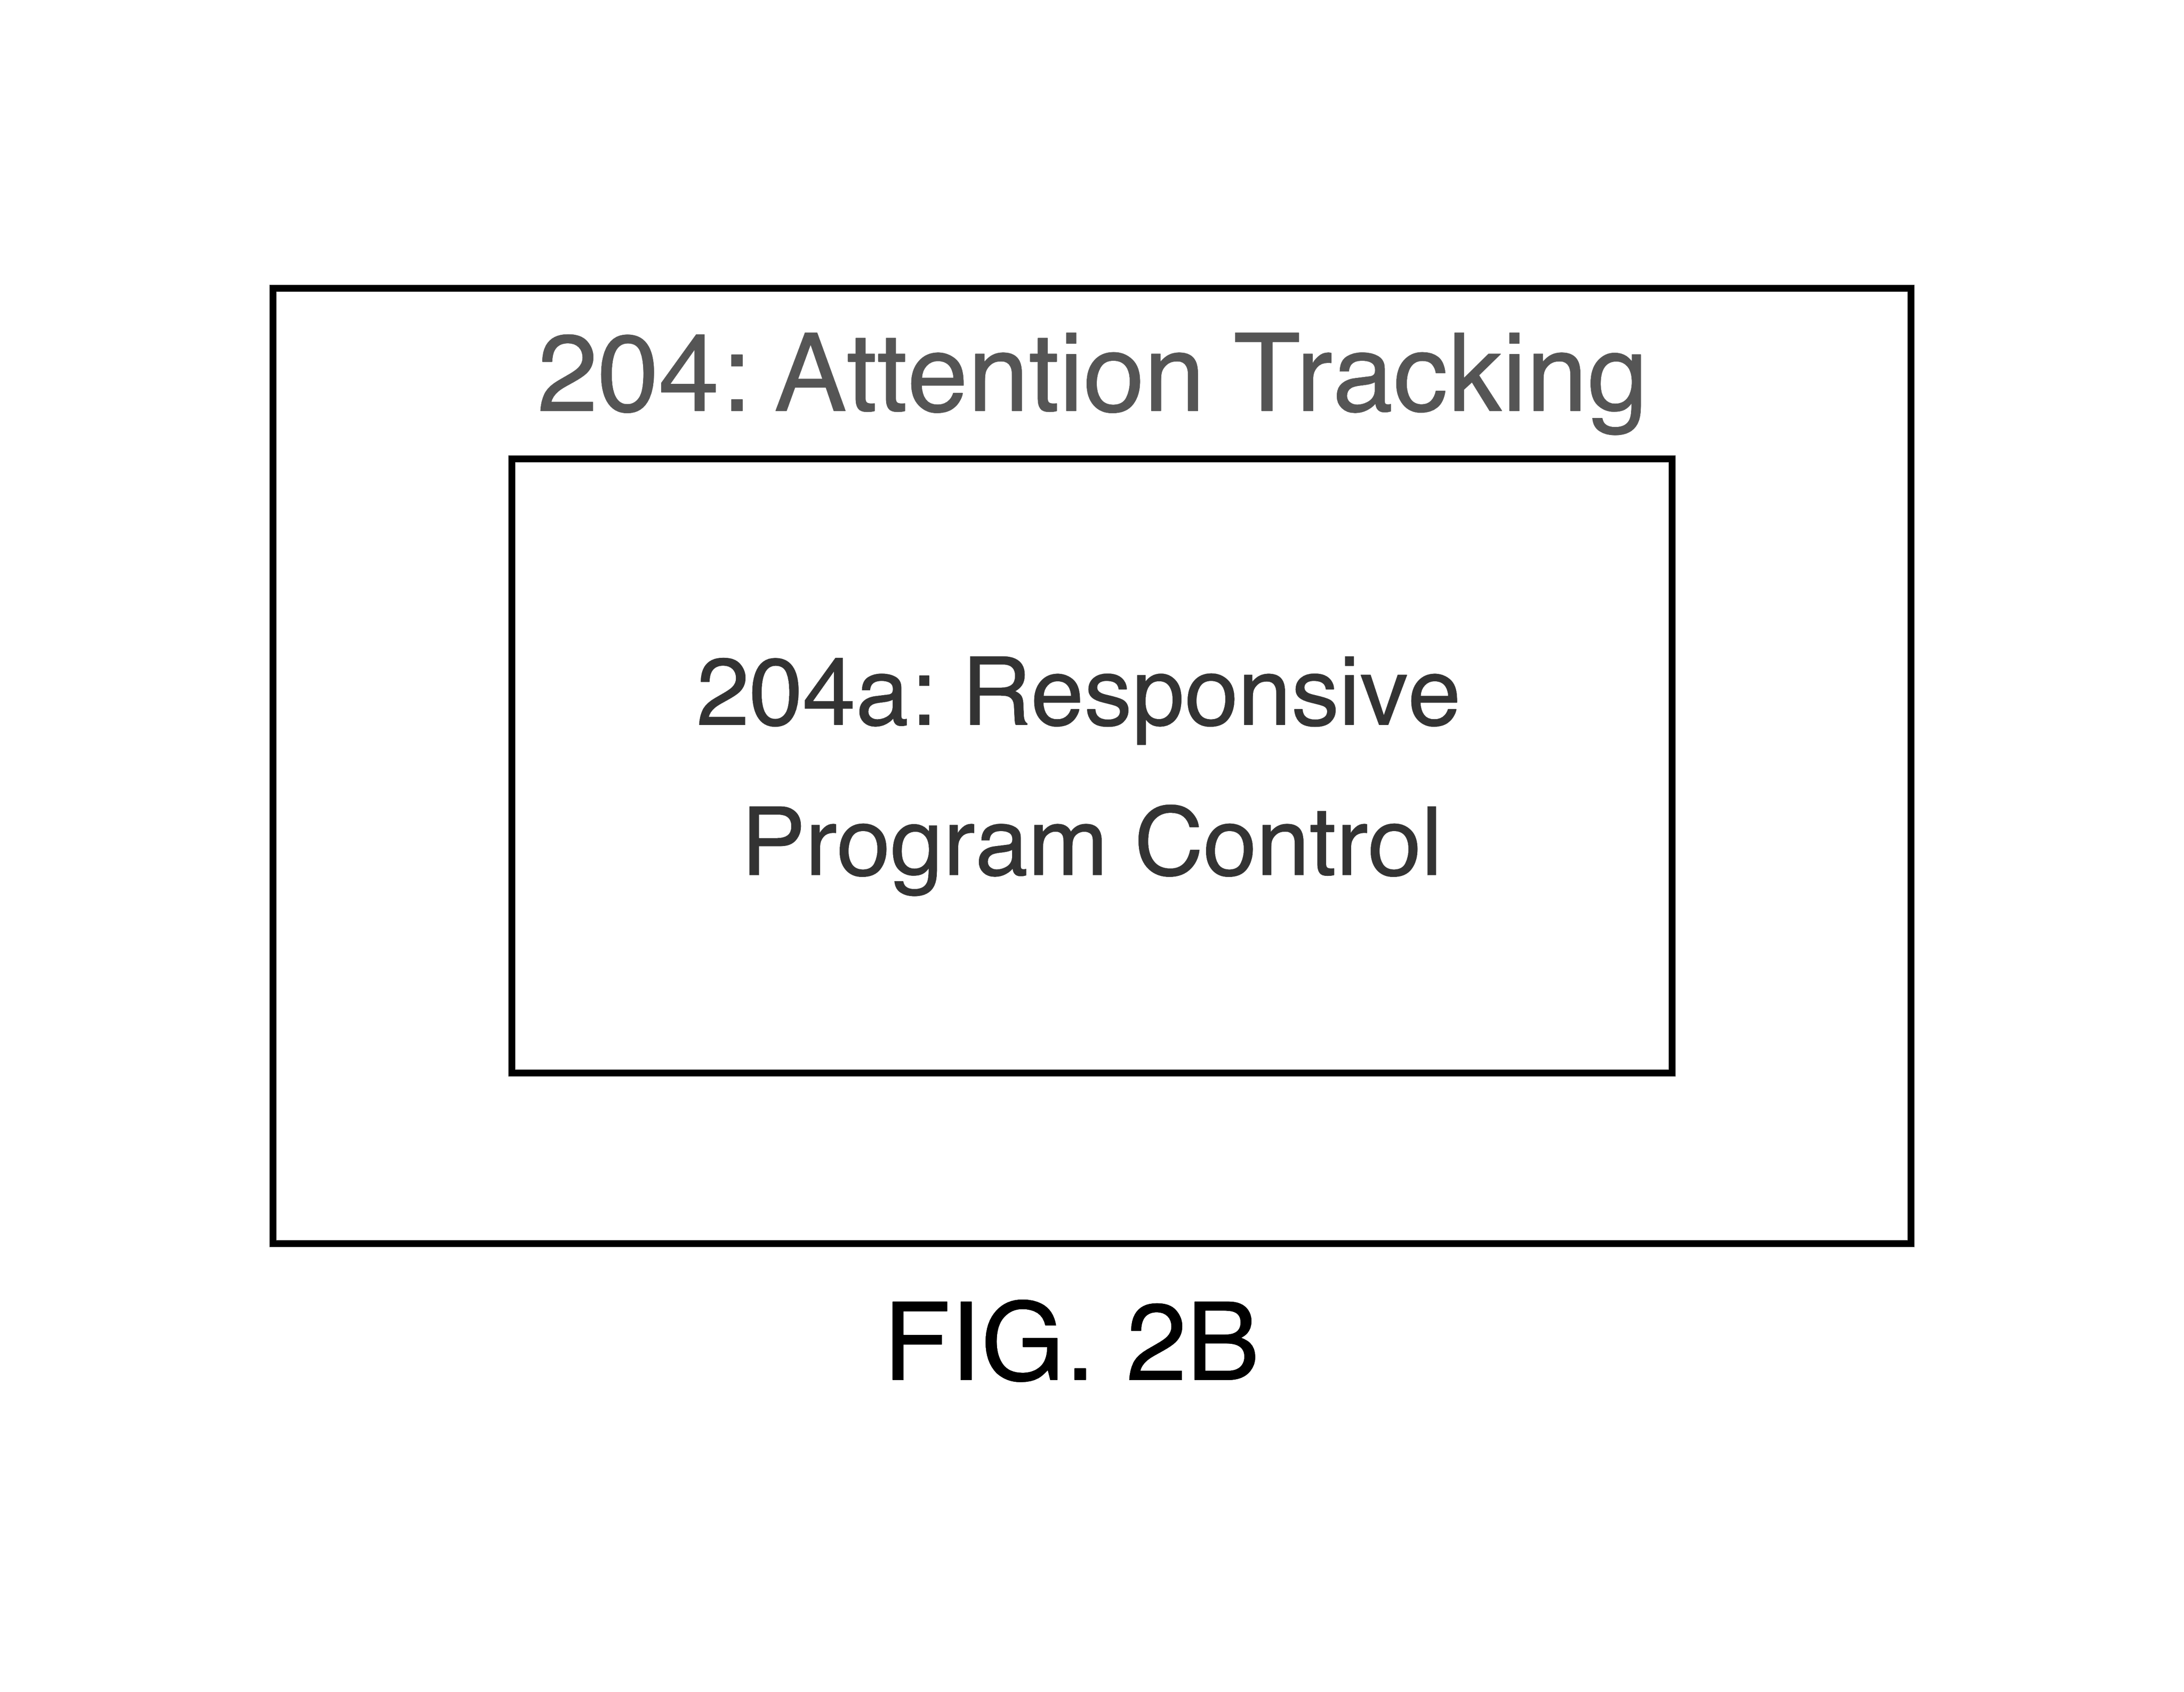 204: Attention Tracking
204a: Responsive
Program Control
FIG. 2B